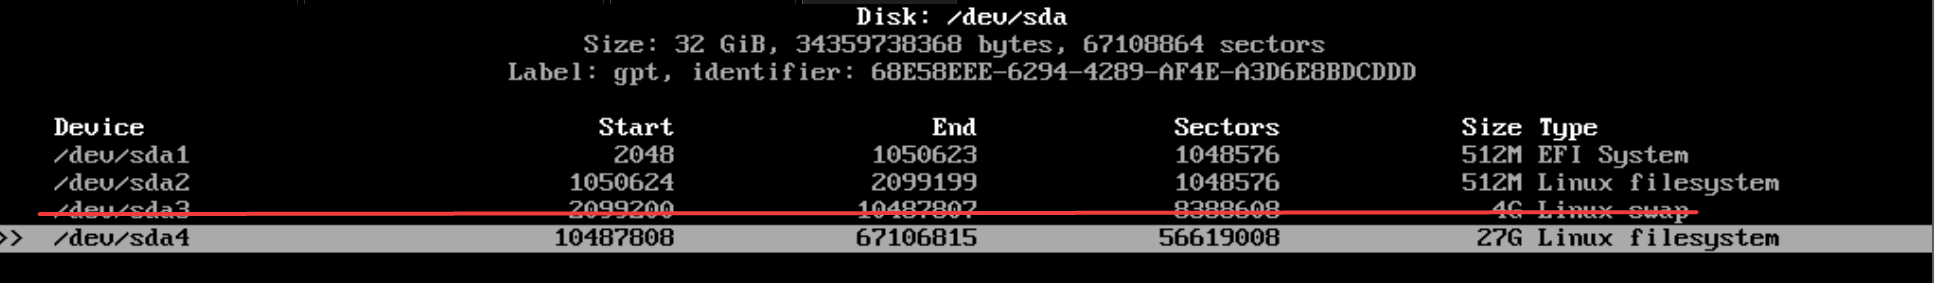 Disk: /dev/sda
Size: 32 GiB, 34359738368 bytes, 67108864 sectors
Label: gpt, identifier: 68E58EEE-6294-4289-AF4E-A3D6E8BDCDDD
Device Start End Sectors Size Type
/dev/sda1 2048 1050623 1048576 512M EFI System
/dev/sda2 1050624 2099199 1048576 512M Linux filesystem
/dev/sda3 2099200 10487807 8388608 4G Linux swap
>> /dev/sda4 10487808 67106815 56619008 27G Linux filesystem